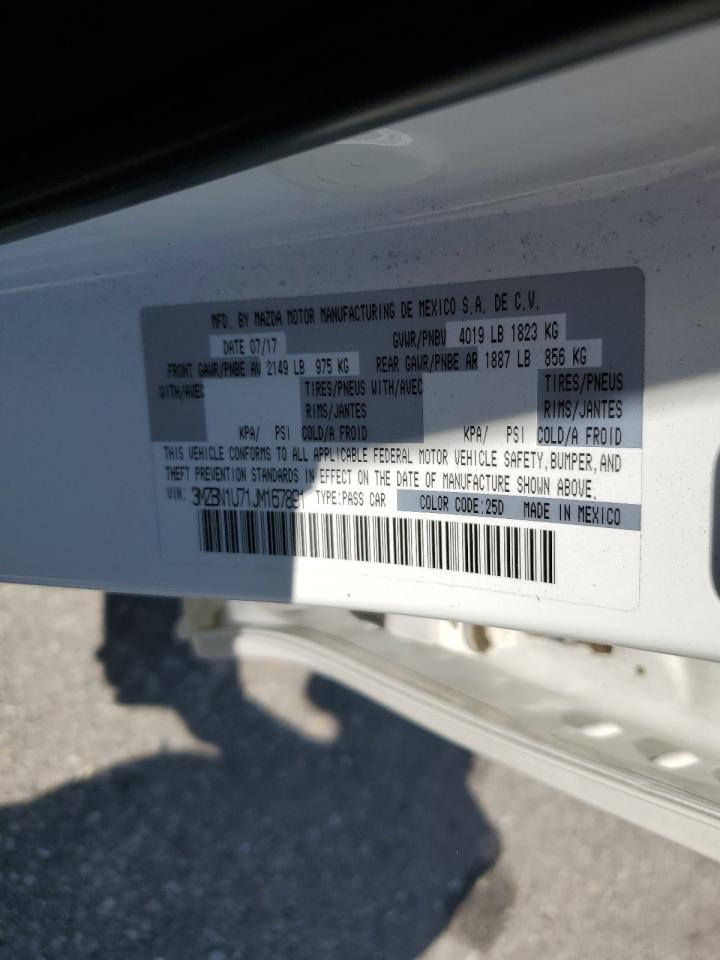 MFD. BY MAZDA MOTOR MANUFACTURING DE MEXICO S.A. DE C.V.
DATE 07/17 GVWR/PNBV 4019 LB 1823 KG
FRONT GAWR/PNBE AV 2149 LB 975 KG REAR GAWR/PNBE AR 1887 LB 856 KG
WITH/AVEC TIRES/PNEUS WITH/AVEC TIRES/PNEUS
RIMS/JANTES RIMS/JANTES
KPA/ PSI COLD/A FROID KPA/ PSI COLD/A FROID
THIS VEHICLE CONFORMS TO ALL APPLICABLE FEDERAL MOTOR VEHICLE SAFETY, BUMPER, AND
THEFT PREVENTION STANDARDS IN EFFECT ON THE DATE OF MANUFACTURE SHOWN ABOVE.
VIN: 3MZBN1U71JM167891 TYPE:PASS CAR COLOR CODE:25D MADE IN MEXICO